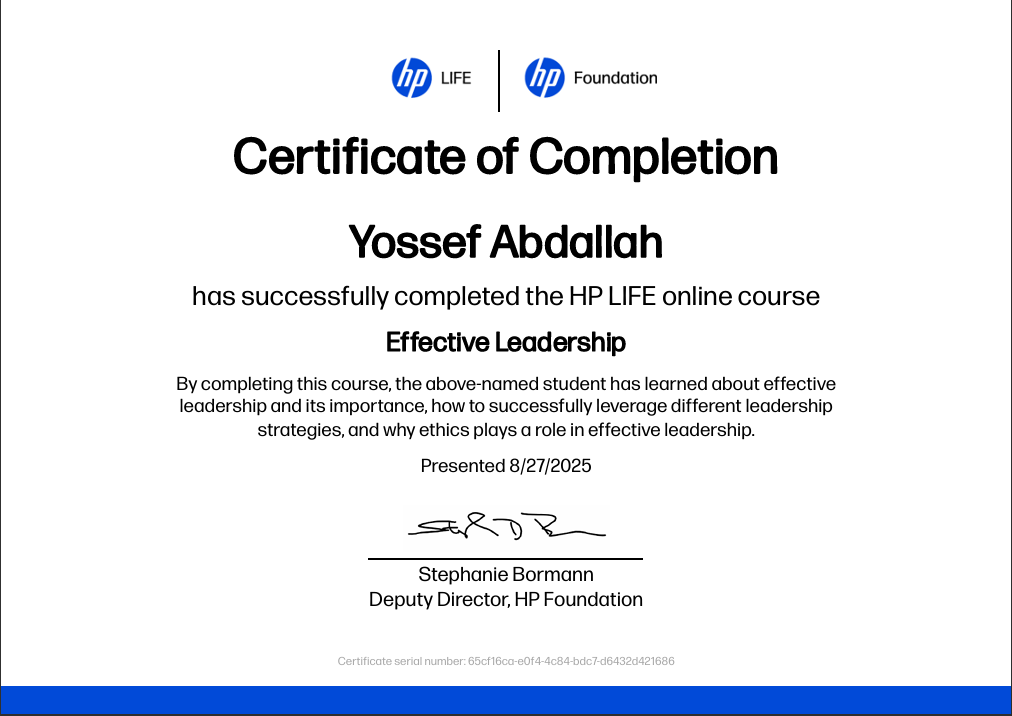 hp LIFE hp Foundation
Certificate of Completion
Yossef Abdallah
has successfully completed the HP LIFE online course
Effective Leadership
By completing this course, the above-named student has learned about effective
leadership and its importance, how to successfully leverage different leadership
strategies, and why ethics plays a role in effective leadership.
Presented 8/27/2025
Stephanie Bormann
Deputy Director, HP Foundation
Certificate serial number: 65cf16ca-e0f4-4c84-bdc7-d6432d421686